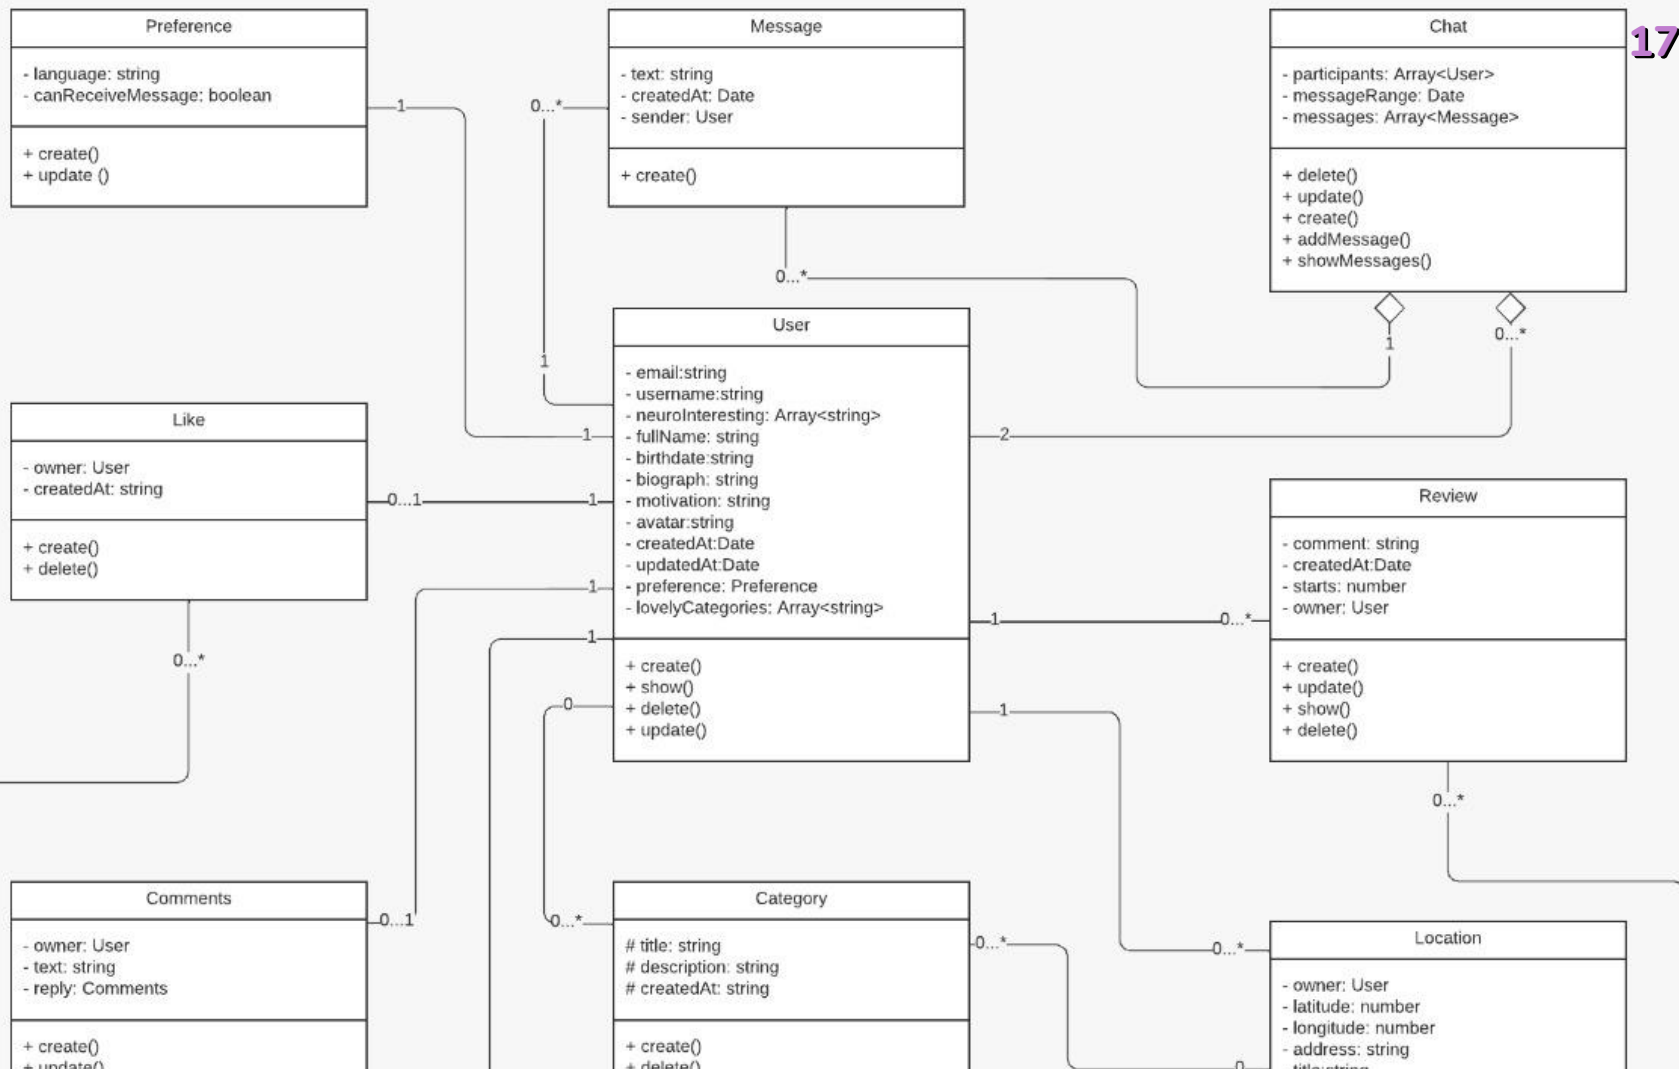 Preference
- language: string
- canReceiveMessage: boolean
+ create()
+ update ()
1
Message
- text: string
- createdAt: Date
- sender: User
+ create()
0...*
0...*
1
Chat
17
- participants: Array<User>
- messageRange: Date
- messages: Array<Message>
+ delete()
+ update()
+ create()
+ addMessage()
+ showMessages()
1
0...*
User
- email:string
- username:string
- neuroInteresting: Array<string>
- fullName: string
- birthdate:string
- biograph: string
- motivation: string
- avatar:string
- createdAt:Date
- updatedAt:Date
- preference: Preference
- lovelyCategories: Array<string>
+ create()
+ show()
+ delete()
+ update()
1
1
1
1
0
2
1
1
Like
- owner: User
- createdAt: string
+ create()
+ delete()
0...1
0...*
Review
- comment: string
- createdAt:Date
- starts: number
- owner: User
+ create()
+ update()
+ show()
+ delete()
0...*
0...*
Comments
- owner: User
- text: string
- reply: Comments
+ create()
+ update()
0...1
Category
# title: string
# description: string
# createdAt: string
+ create()
+ delete()
0...*
0...*
Location
- owner: User
- latitude: number
- longitude: number
- address: string
- title:string
0...*
0